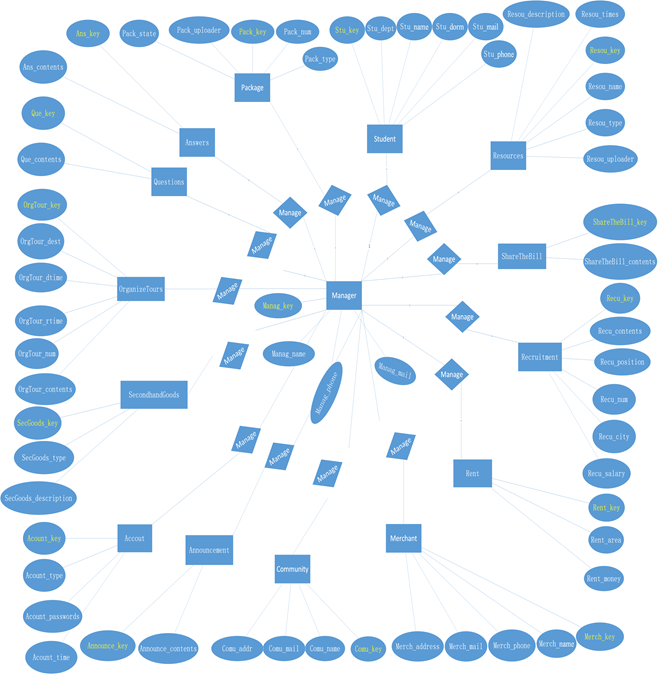 Ans_key
Pack_state
Pack_uploader
Pack_key
Pack_num
Pack_type
Stu_key
Stu_dept
Stu_name
Stu_dorm
Stu_mail
Stu_phone
Resou_description
Resou_times
Resou_key
Resou_name
Resou_type
Resou_uploader
Ans_contents
Que_key
Que_contents
Package
Student
Resources
Answers
Questions
Manage
Manage
Manage
Manage
Manage
Manage
OrgTour_key
OrgTour_dest
OrgTour_dtime
OrgTour_rtime
OrgTour_num
OrgTour_contents
OrganizeTours
Manage
Manager
Manag_key
Manag_name
Manag_phone
Manag_mail
ShareTheBill
ShareTheBill_key
ShareTheBill_contents
Manage
Recruitment
Recu_key
Recu_contents
Recu_position
Recu_num
Recu_city
Recu_salary
Manage
Manage
SecondhandGoods
SecGoods_key
SecGoods_type
SecGoods_description
Manage
Manage
Manage
Manage
Rent
Rent_key
Rent_area
Rent_money
Accout
Announcement
Community
Merchant
Acount_key
Acount_type
Acount_passwords
Acount_time
Announce_key
Announce_contents
Comu_addr
Comu_mail
Comu_name
Comu_key
Merch_address
Merch_mail
Merch_phone
Merch_name
Merch_key